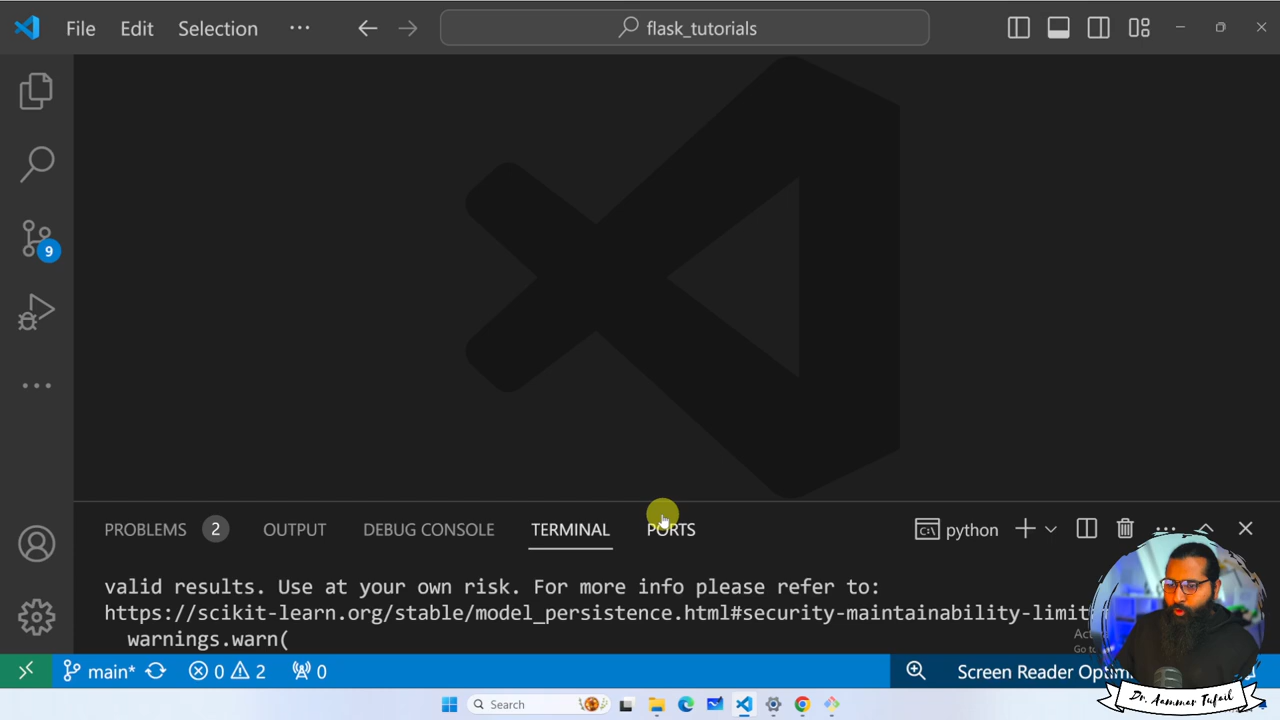 File Edit Selection ... flask_tutorials
9
PROBLEMS 2 OUTPUT DEBUG CONSOLE TERMINAL PORTS python
valid results. Use at your own risk. For more info please refer to:
https://scikit-learn.org/stable/model_persistence.html#security-maintainability-limit
warnings.warn(
main* 0 2 0 Screen Reader Optim
Search
Dr. Aammar Tufail